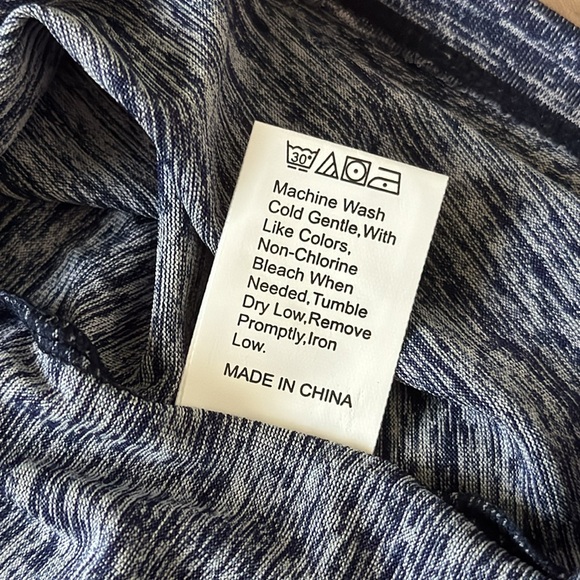 30°
Machine Wash
Cold Gentle,With
Like Colors,
Non-Chlorine
Bleach When
Needed,Tumble
Dry Low,Remove
Promptly,Iron
Low.
MADE IN CHINA